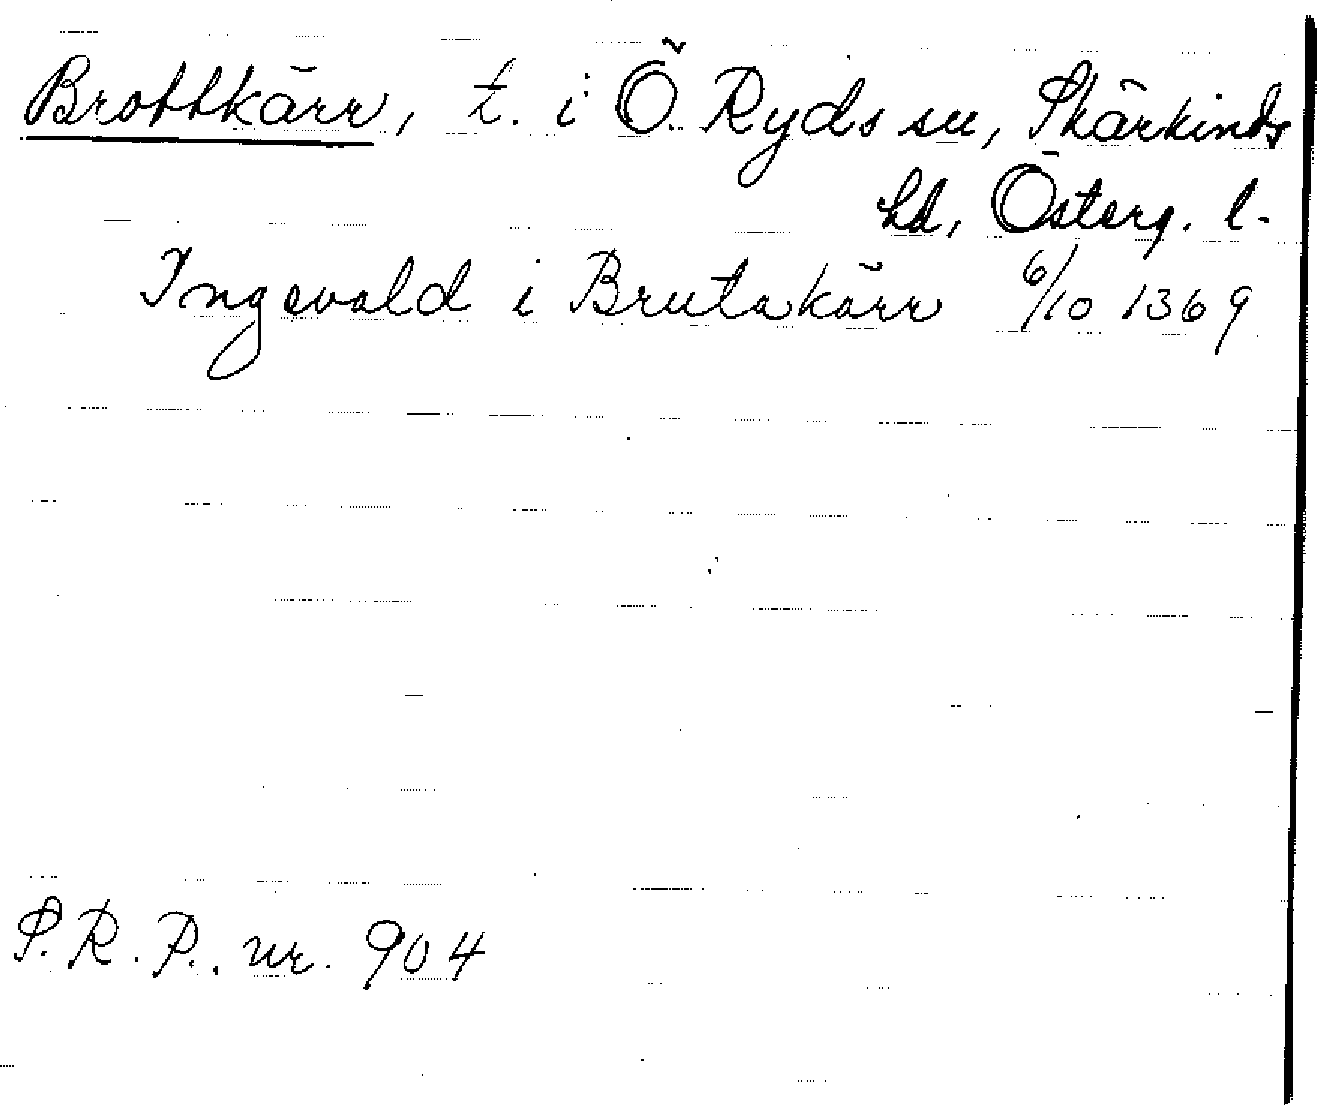 Brottkärr, t. i Ö. Ryds sn, Skärkinds
hd, Österg. l.
Ingevald i Brutakärr 6/10 1369
S.R.P. nr. 904